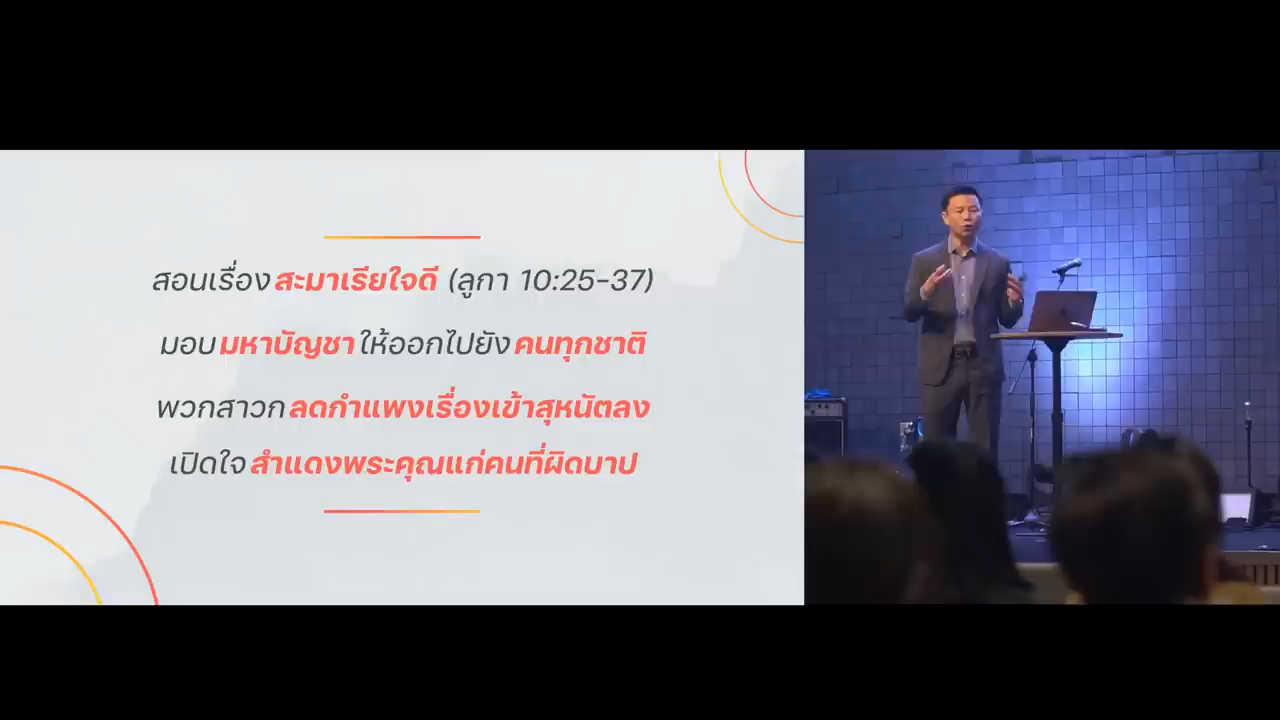 สอนเรื่องสะมาเรียใจดี (ลูกา 10:25-37)
มอบมหาบัญชาให้ออกไปยังคนทุกชาติ
พวกสาวกลดกำแพงเรื่องเข้าสุหนัตลง
เปิดใจสำแดงพระคุณแก่คนที่ผิดบาป